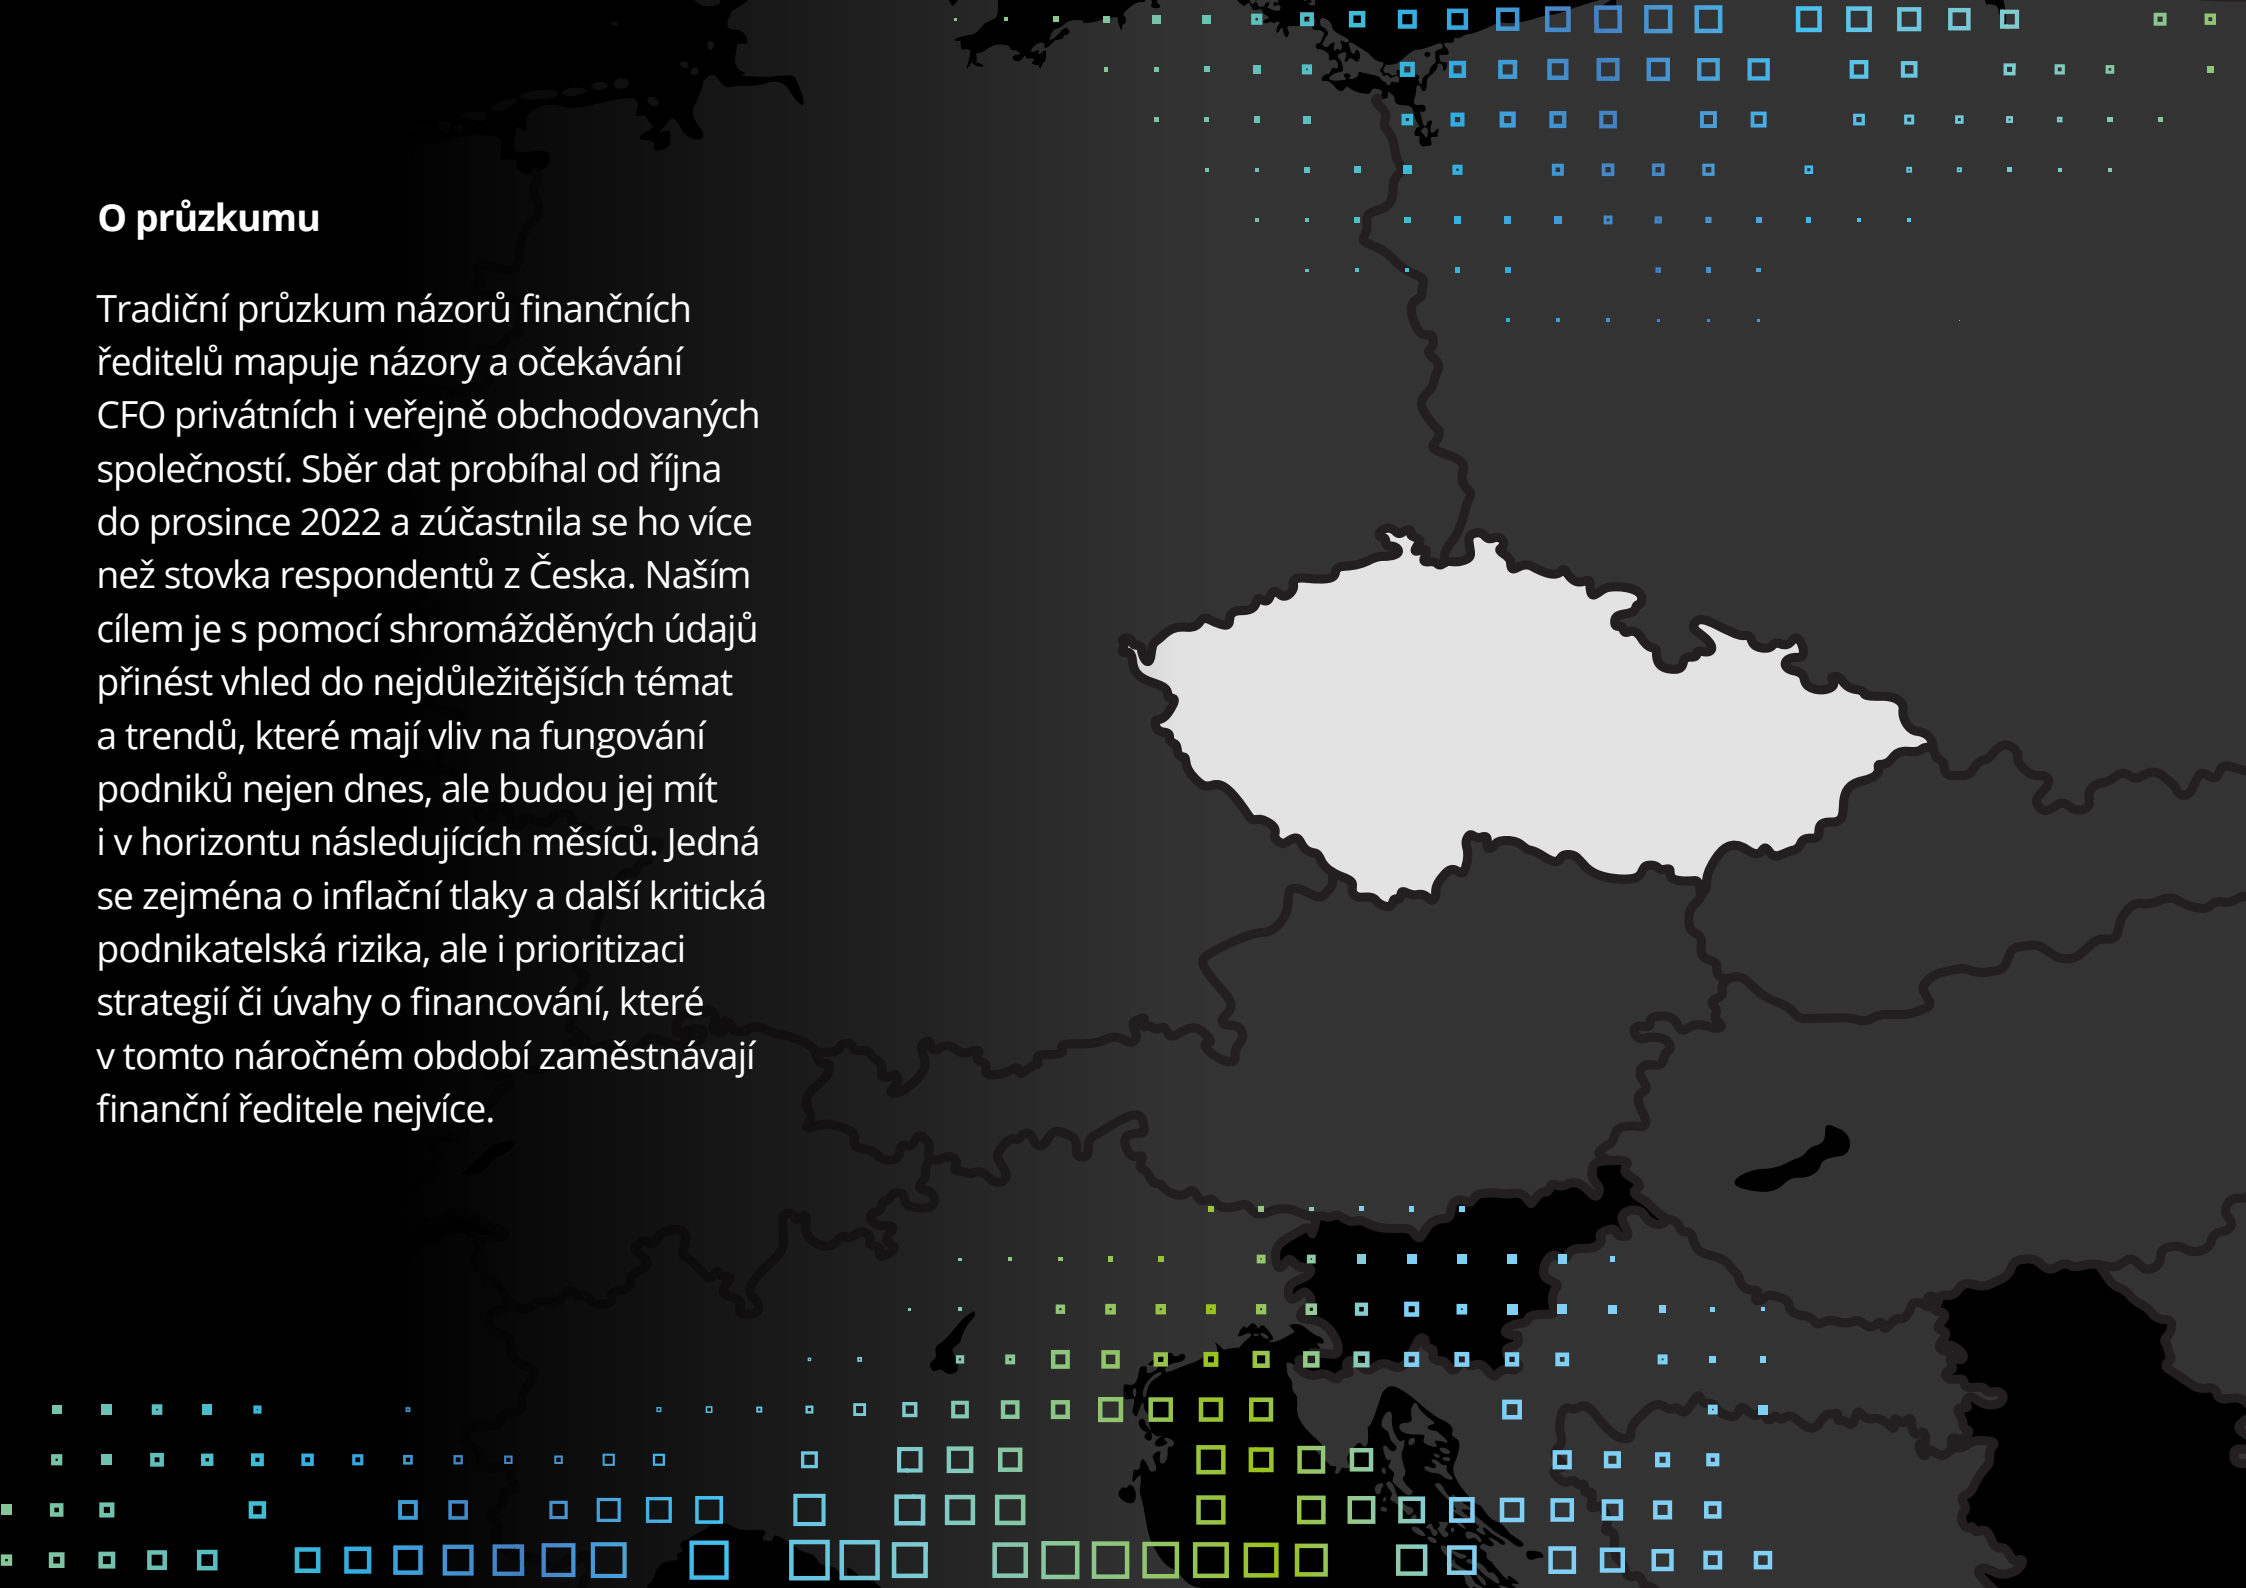 O průzkumu
Tradiční průzkum názorů finančních
ředitelů mapuje názory a očekávání
CFO privátních i veřejně obchodovaných
společností. Sběr dat probíhal od října
do prosince 2022 a zúčastnila se ho více
než stovka respondentů z Česka. Naším
cílem je s pomocí shromážděných údajů
přinést vhled do nejdůležitějších témat
a trendů, které mají vliv na fungování
podniků nejen dnes, ale budou jej mít
i v horizontu následujících měsíců. Jedná
se zejména o inflační tlaky a další kritická
podnikatelská rizika, ale i prioritizaci
strategií či úvahy o financování, které
v tomto náročném období zaměstnávají
finanční ředitele nejvíce.